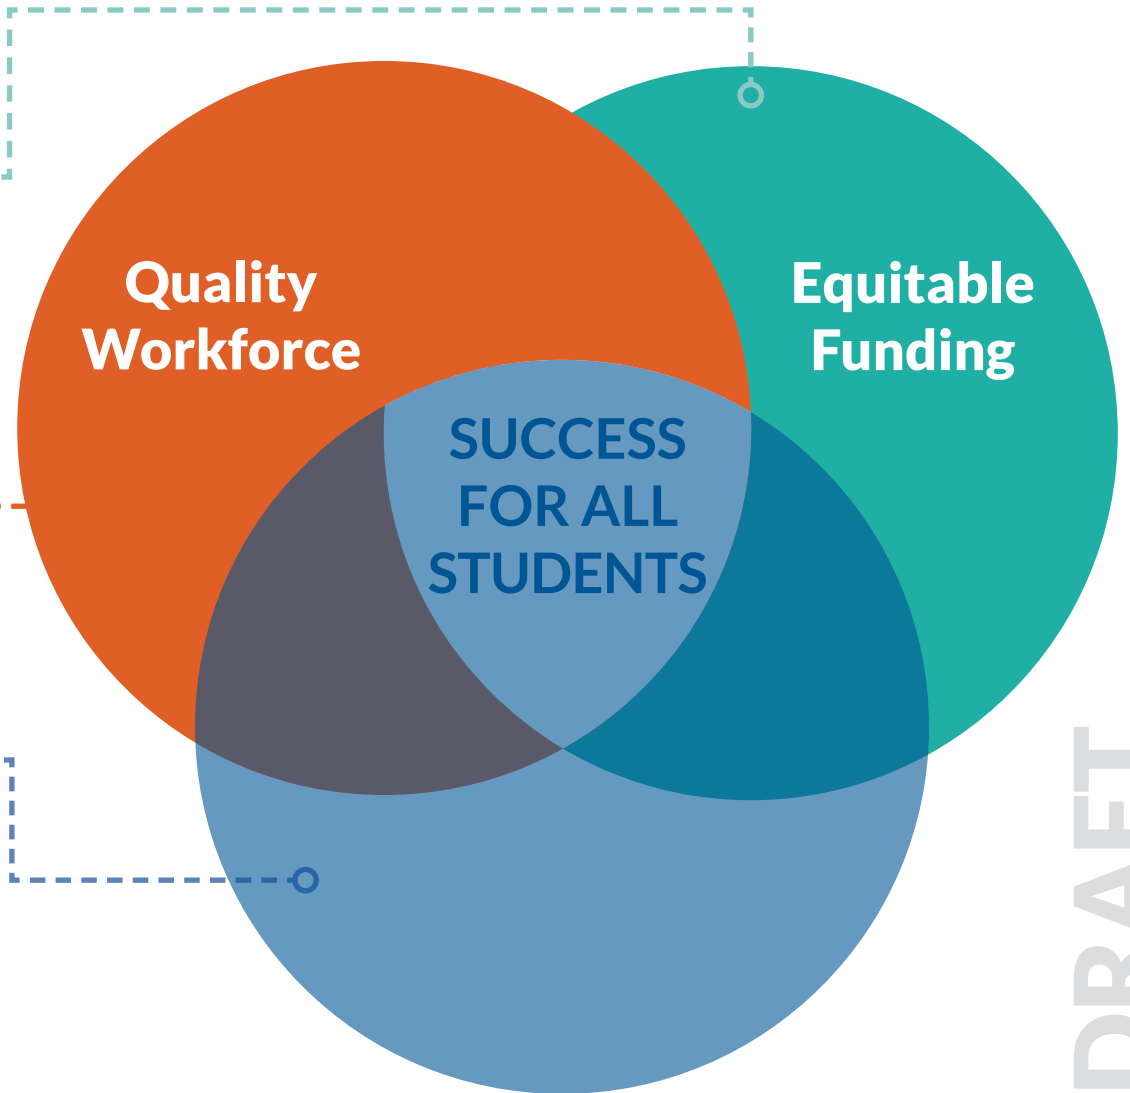 Quality
Workforce
Equitable
Funding
SUCCESS
FOR ALL
STUDENTS
DRAFT